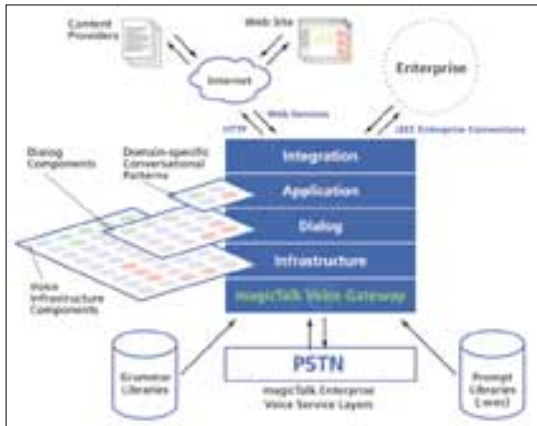 Content
Providers
Web Site
Internet
Enterprise
Web Services
HTTP
J2EE Enterprise Connections
Dialog
Components
Domain-specific
Conversational
Patterns
Integration
Application
Dialog
Infrastructure
magicTalk Voice Gateway
Voice
Infrastructure
Components
Grammar
Libraries
PSTN
magicTalk Enterprise
Voice Service Layers
Prompt
Libraries
(.wav)